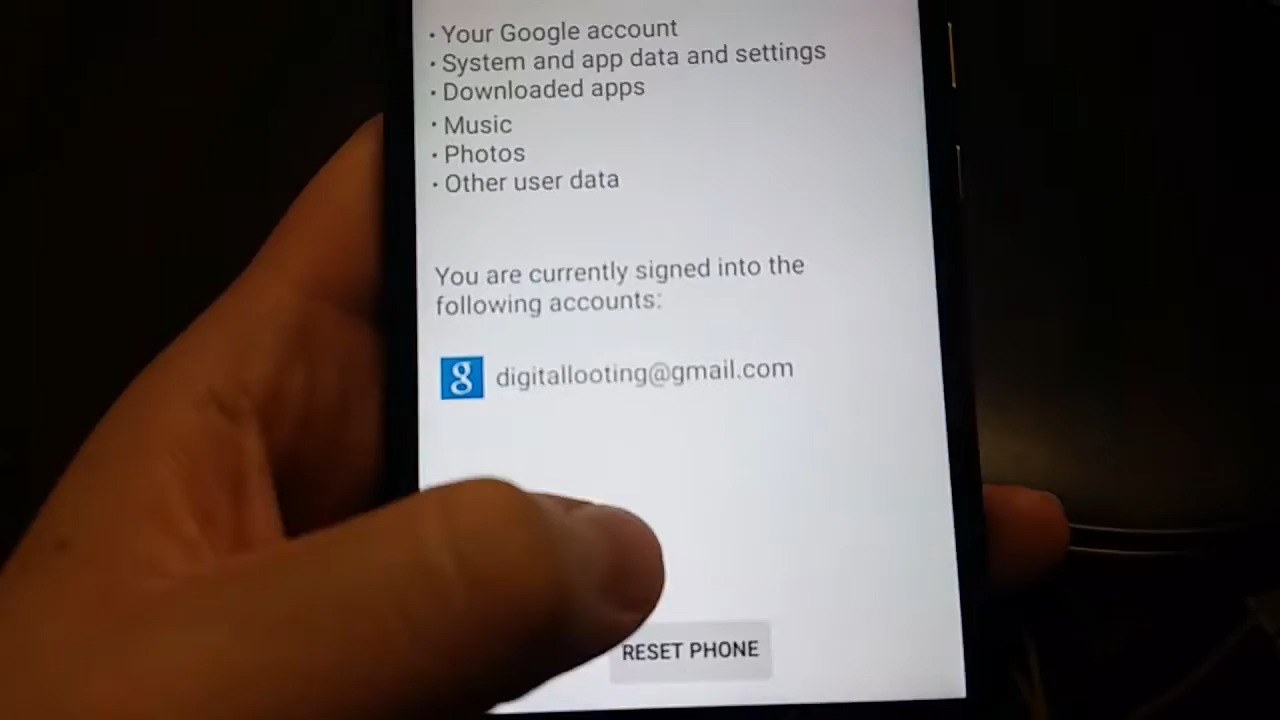 • Your Google account
• System and app data and settings
• Downloaded apps
• Music
• Photos
• Other user data
You are currently signed into the
following accounts:
g digitallooting@gmail.com
RESET PHONE